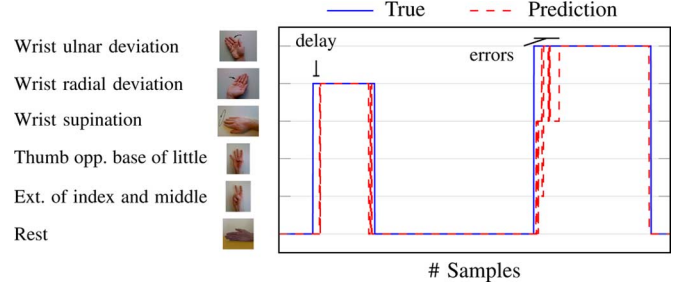 True
Prediction
Wrist ulnar deviation
delay
errors
Wrist radial deviation
Wrist supination
Thumb opp. base of little
Ext. of index and middle
Rest
# Samples